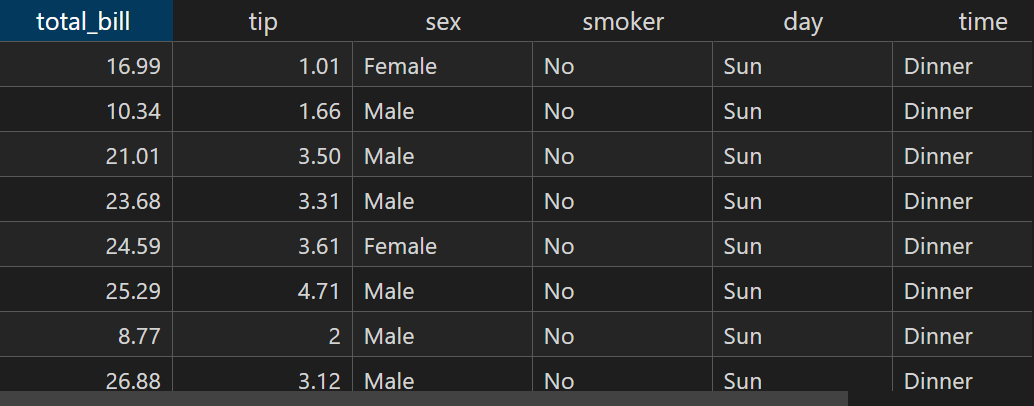 total_bill tip sex smoker day time
16.99 1.01 Female No Sun Dinner
10.34 1.66 Male No Sun Dinner
21.01 3.50 Male No Sun Dinner
23.68 3.31 Male No Sun Dinner
24.59 3.61 Female No Sun Dinner
25.29 4.71 Male No Sun Dinner
8.77 2 Male No Sun Dinner
26.88 3.12 Male No Sun Dinner